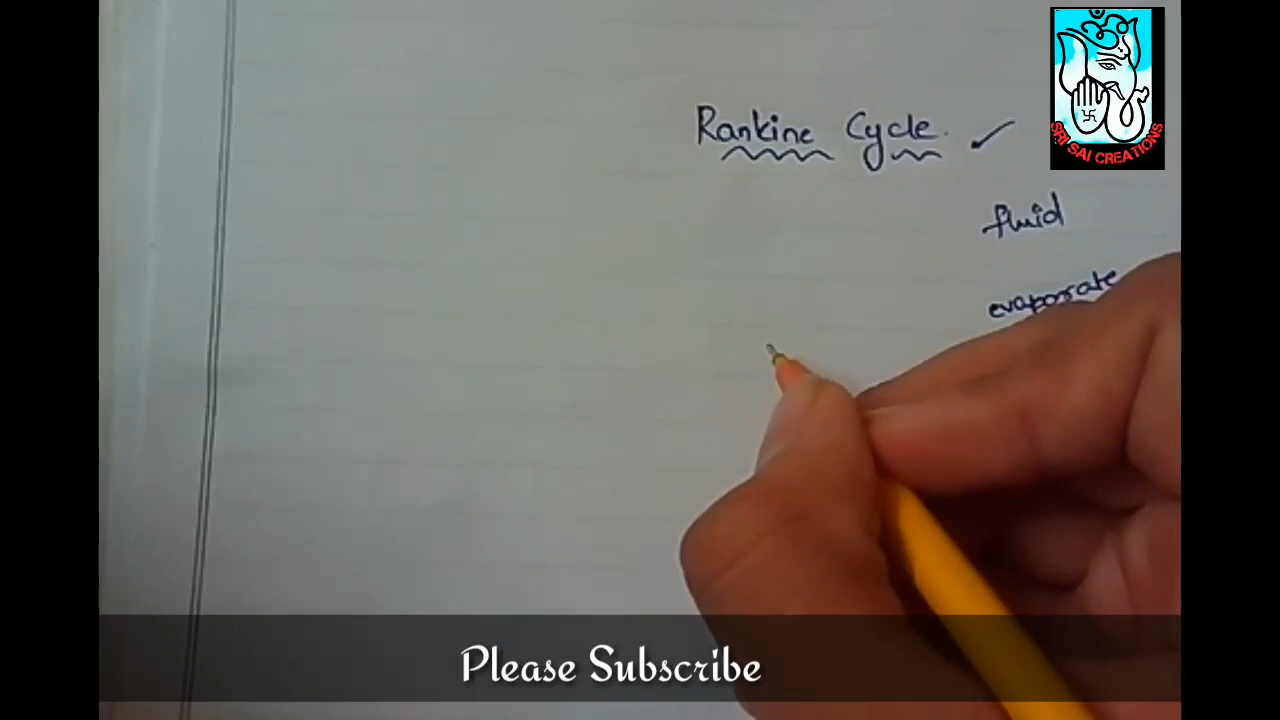 Rankine Cycle.
fluid
evaporate
SRI SAI CREATIONS
Please Subscribe